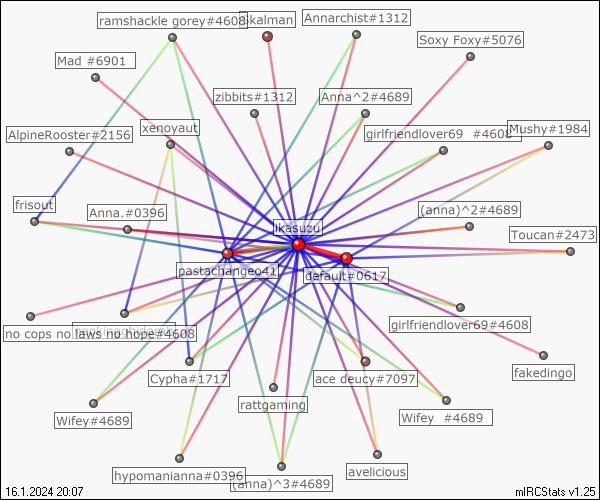 ramshackle gorey#4608
skalman
Annarchist#1312
Soxy Foxy#5076
Mad #6901
zibbits#1312
Anna^2#4689
AlpineRooster#2156
xenoyaut
girlfriendlover69 #4608
Mushy#1984
frisout
Anna.#0396
(anna)^2#4689
likasuzu
Toucan#2473
pastachangeo41
default#0617
no cops no laws no hope#4608
girlfriendlover69#4608
Cypha#1717
ace deucy#7097
fakedingo
rattgaming
Wifey#4689
Wifey #4689
hypomanianna#0396
(anna)^3#4689
avelicious
16.1.2024 20:07
mIRCStats v1.25